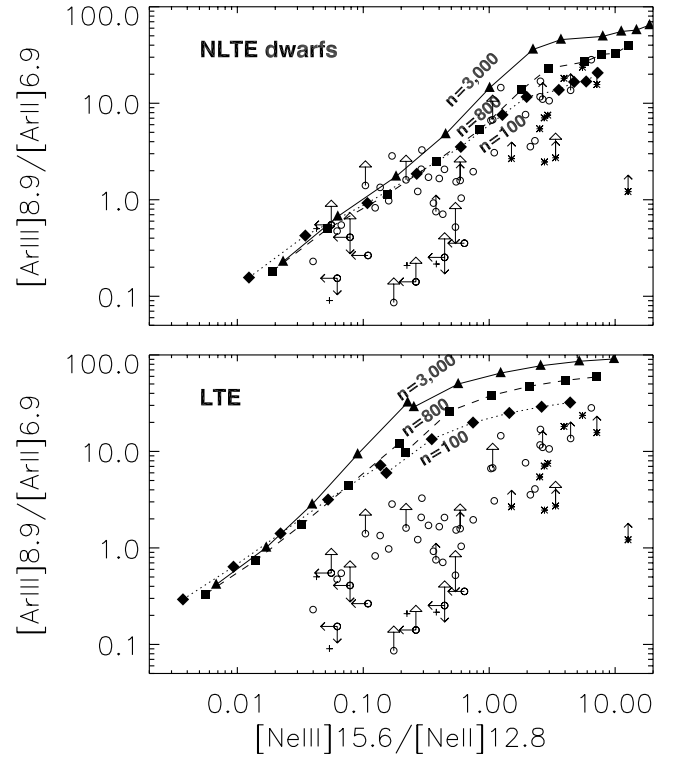 100.0
10.0
1.0
0.1
[ArIII]8.9/[ArII]6.9
NLTE dwarfs
n=3,000
n=800
n=100
100.0
10.0
1.0
0.1
[ArIII]8.9/[ArII]6.9
LTE
n=3,000
n=800
n=100
0.01 0.10 1.00 10.00
[NeIII]15.6/[NeII]12.8